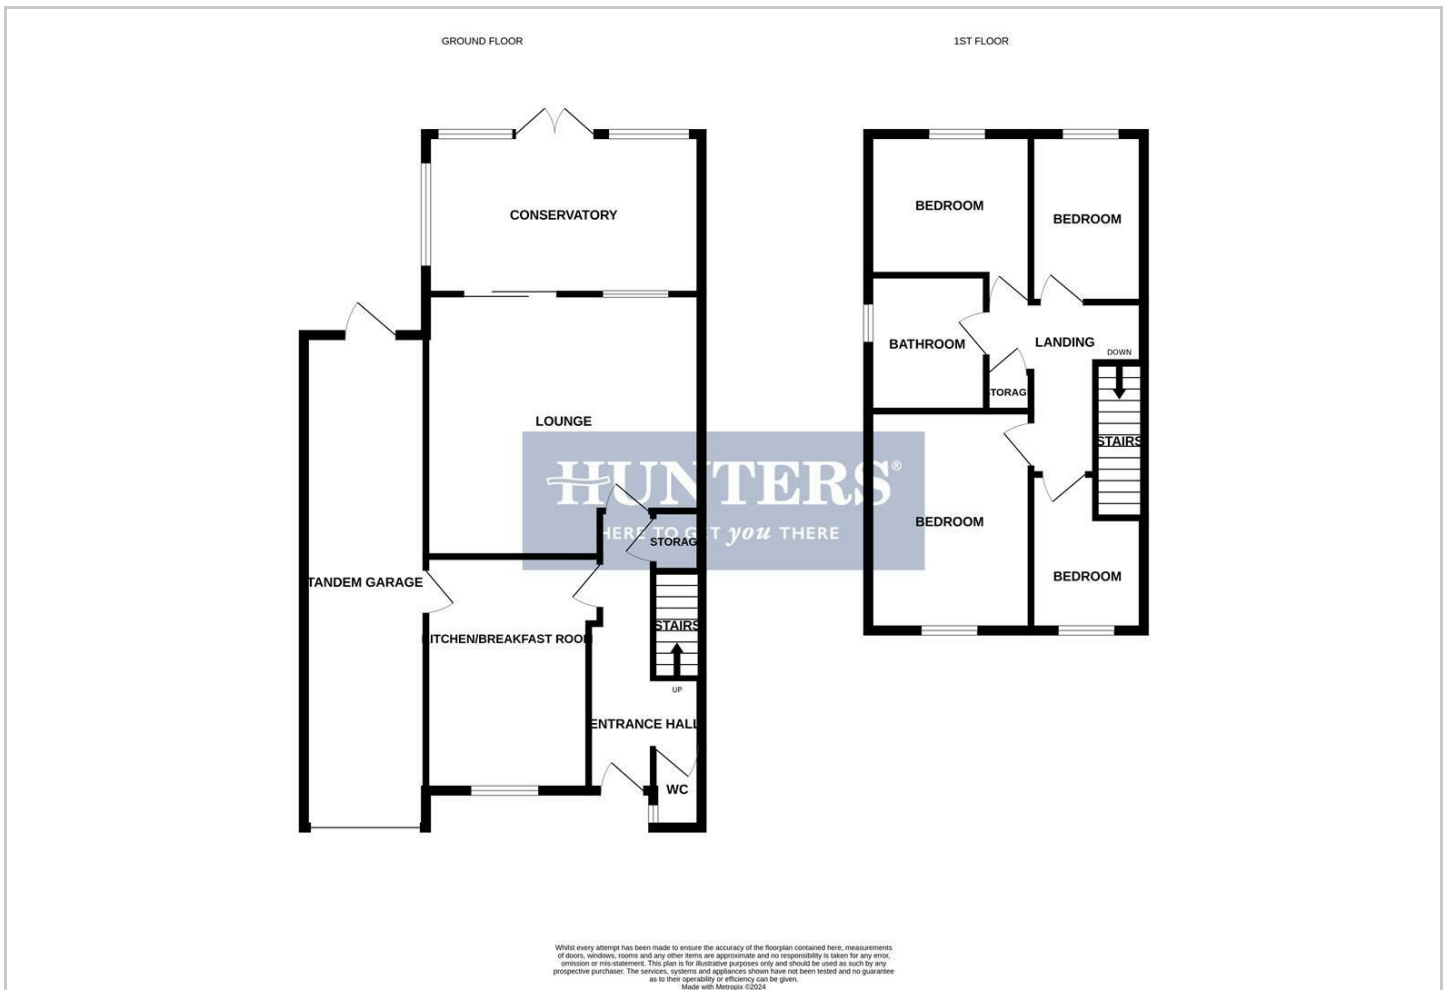 GROUND FLOOR
1ST FLOOR
CONSERVATORY
BEDROOM
BEDROOM
BATHROOM
LANDING
DOWN
STORAG
LOUNGE
STAIRS
HUNTERS®
HERE TO GET you THERE
BEDROOM
STORAG
BEDROOM
TANDEM GARAGE
STAIRS
ITCHEN/BREAKFAST ROOM
UP
ENTRANCE HALL
WC
Whilst every attempt has been made to ensure the accuracy of the floorplan contained here, measurements
of doors, windows, rooms and any other items are approximate and no responsibility is taken for any error,
omission or mis-statement. This plan is for illustrative purposes only and should be used as such by any
prospective purchaser. The services, systems and appliances shown have not been tested and no guarantee
as to their operability or efficiency can be given.
Made with Metropix ©2024